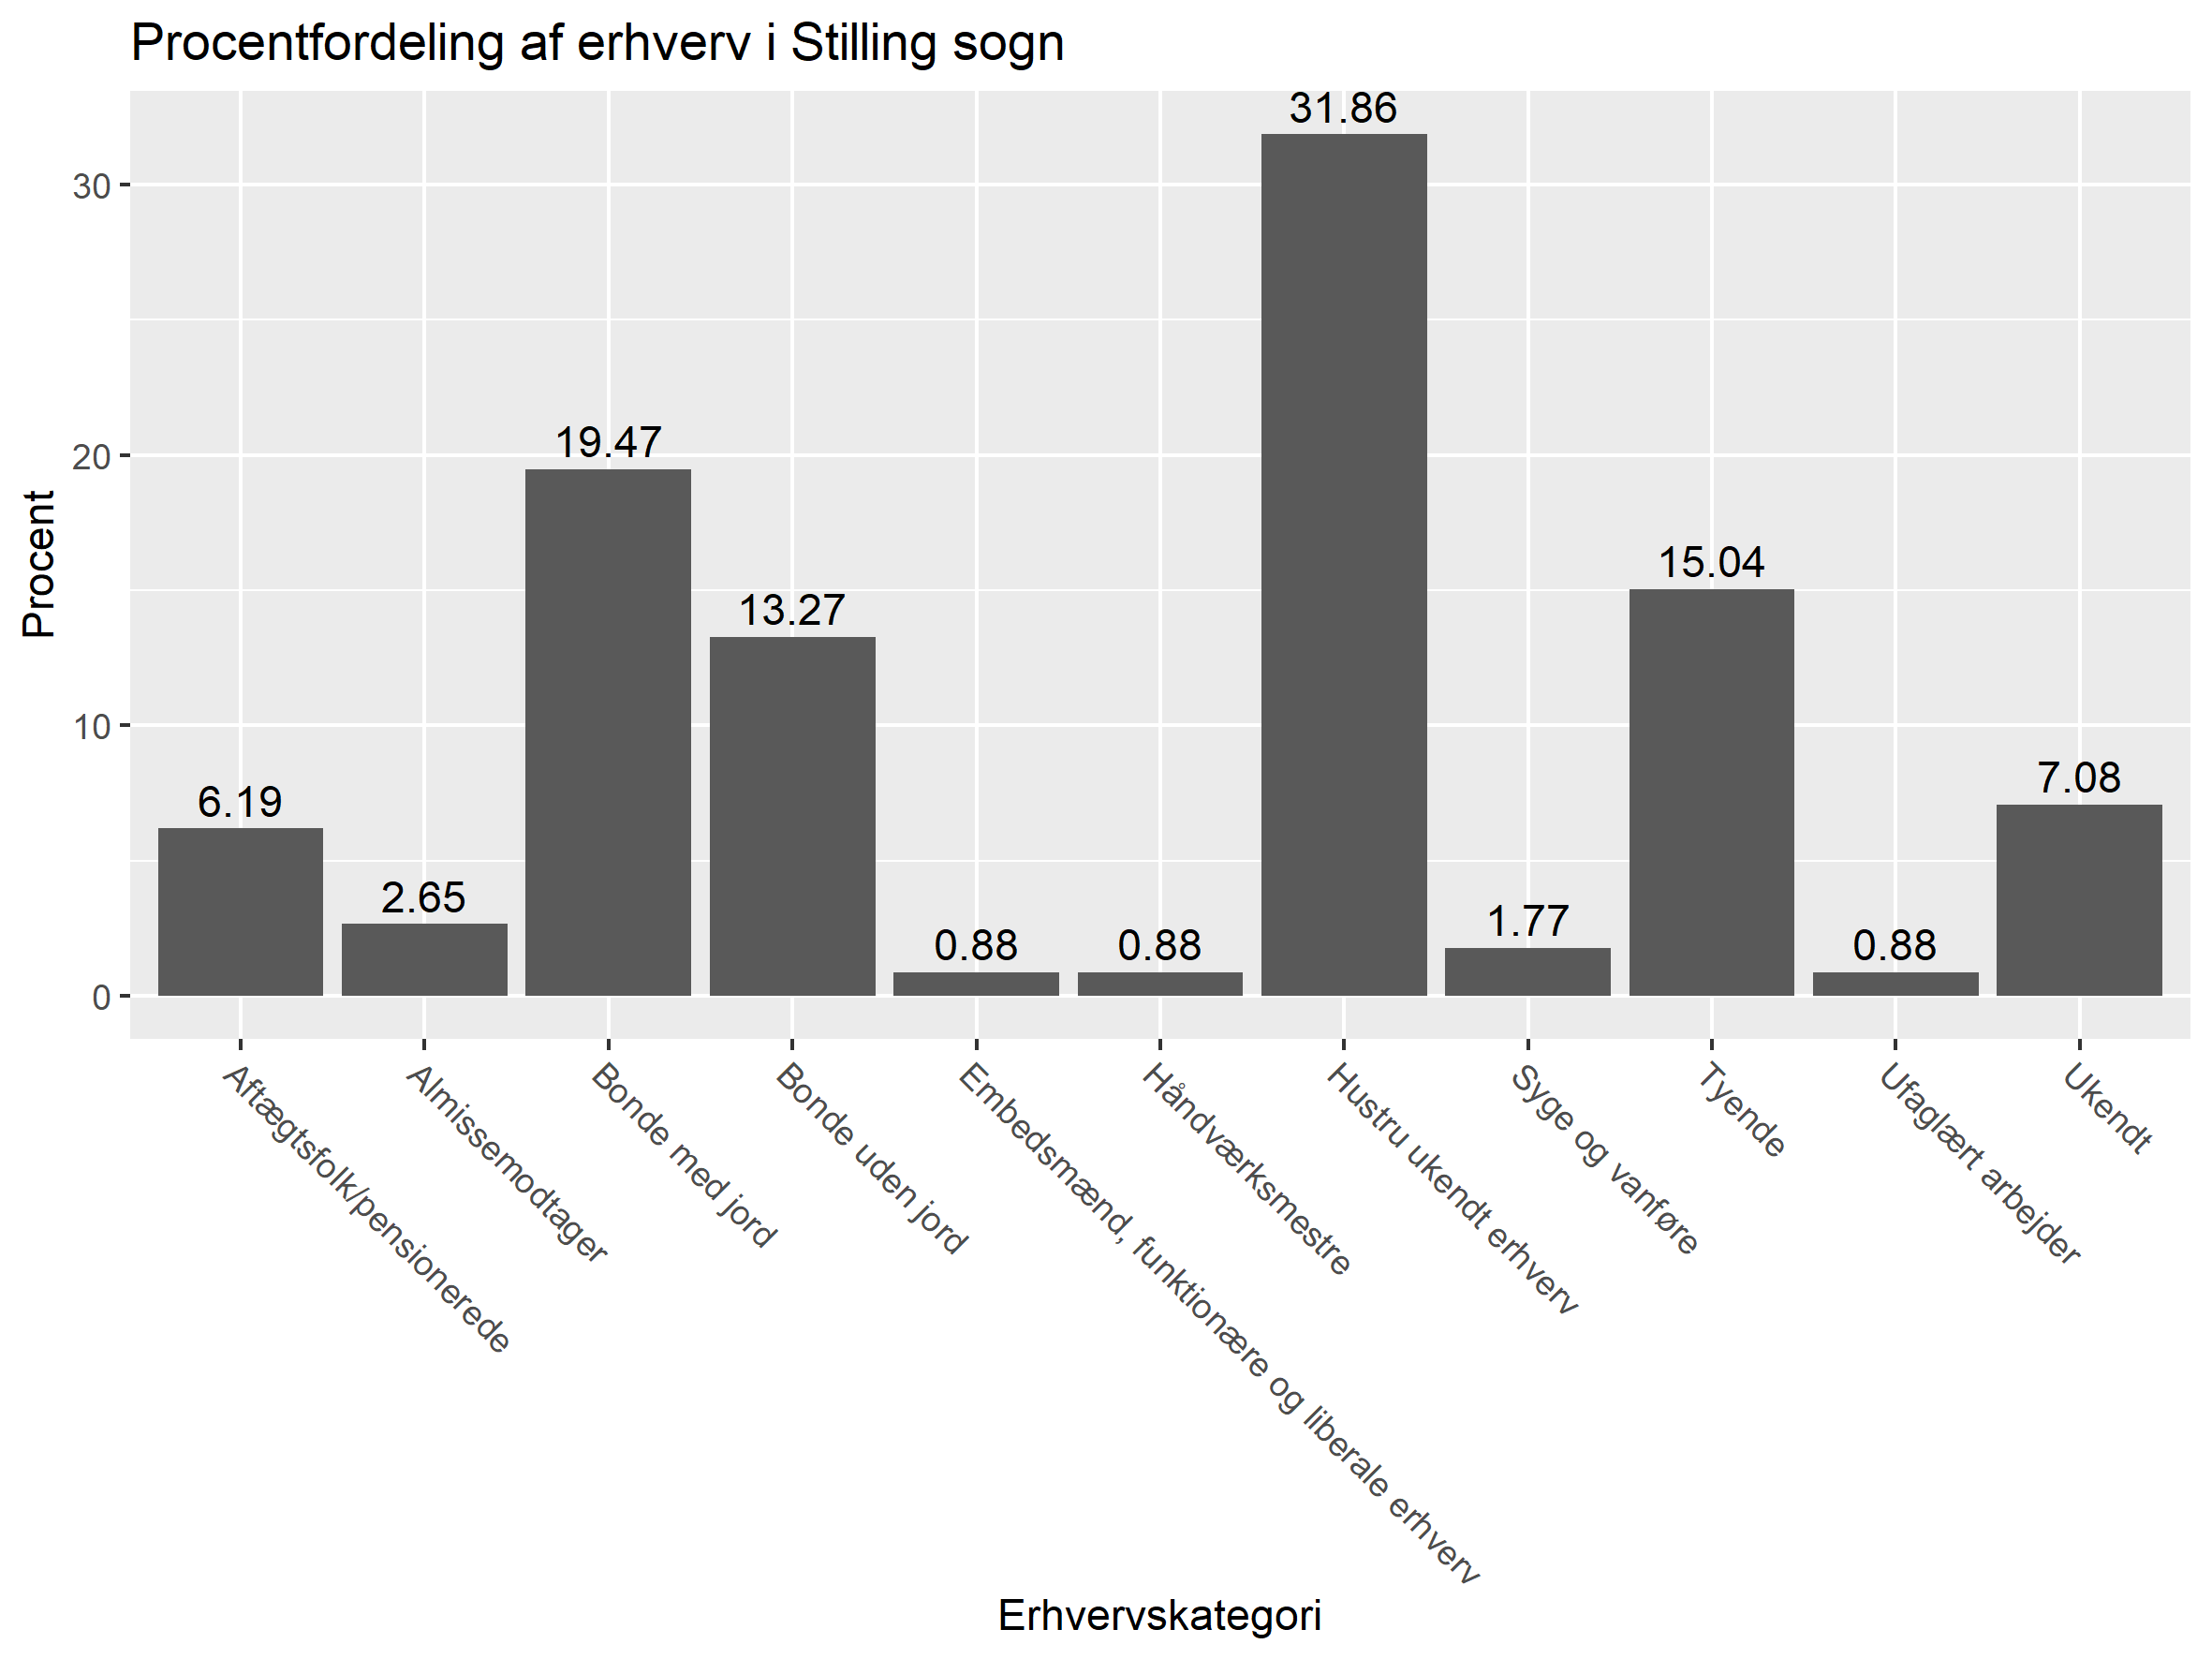 Procentfordeling af erhverv i Stilling sogn
Procent
30
20
10
0
6.19
2.65
19.47
13.27
0.88
0.88
31.86
1.77
15.04
0.88
7.08
Aftægtsfolk/pensionerede
Almissemodtager
Bonde med jord
Bonde uden jord
Embedsmænd, funktionære og liberale erhverv
Håndværksmestre
Hustru ukendt erhverv
Syge og vanføre
Tyende
Ufaglært arbejder
Ukendt
Erhvervskategori